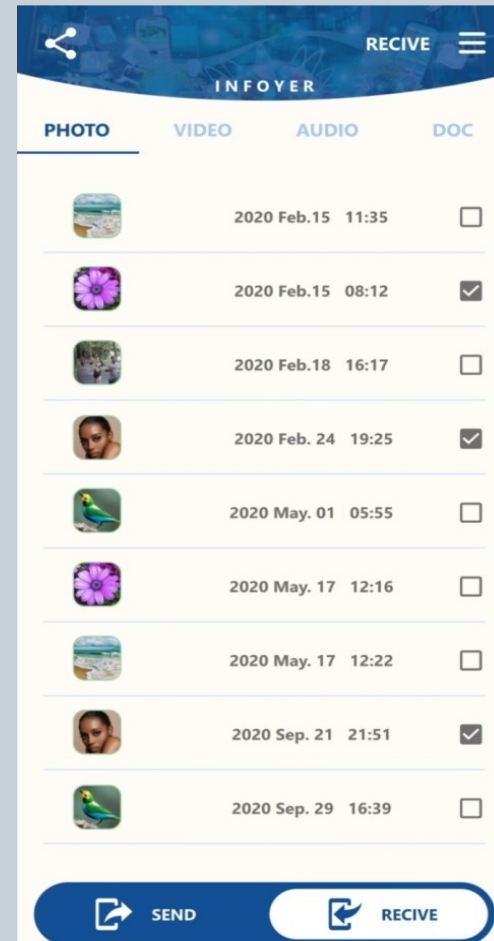 RECIVE
INFOYER
PHOTO VIDEO AUDIO DOC
2020 Feb.15 11:35
2020 Feb.15 08:12
2020 Feb.18 16:17
2020 Feb. 24 19:25
2020 May. 01 05:55
2020 May. 17 12:16
2020 May. 17 12:22
2020 Sep. 21 21:51
2020 Sep. 29 16:39
SEND RECIVE